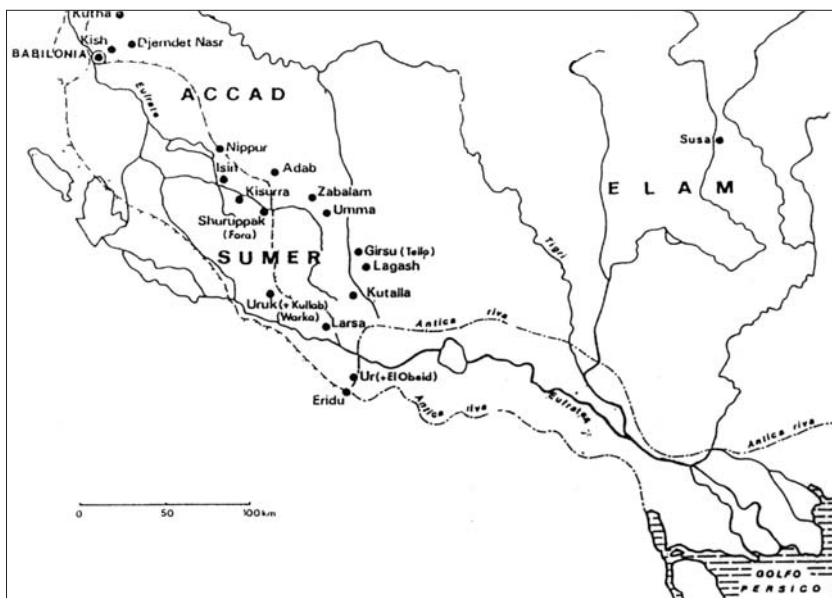 Kutha
Kish
Djemdet Nasr
BABILONIA
Eufrate
ACCAD
Nippur
Isin
Adab
Kisurra
Zabalam
Shuruppak
(Fara)
Umma
SUMER
Girsu (Tello)
Lagash
Uruk (+Kullab)
(Warka)
Kutalla
Larsa
Ur (+El Obeid)
Eridu
Susa
ELAM
Tigri
Antica riva
Antica riva
Eufrates
Antica riva
0 50 100 km
GOLFO
PERSICO